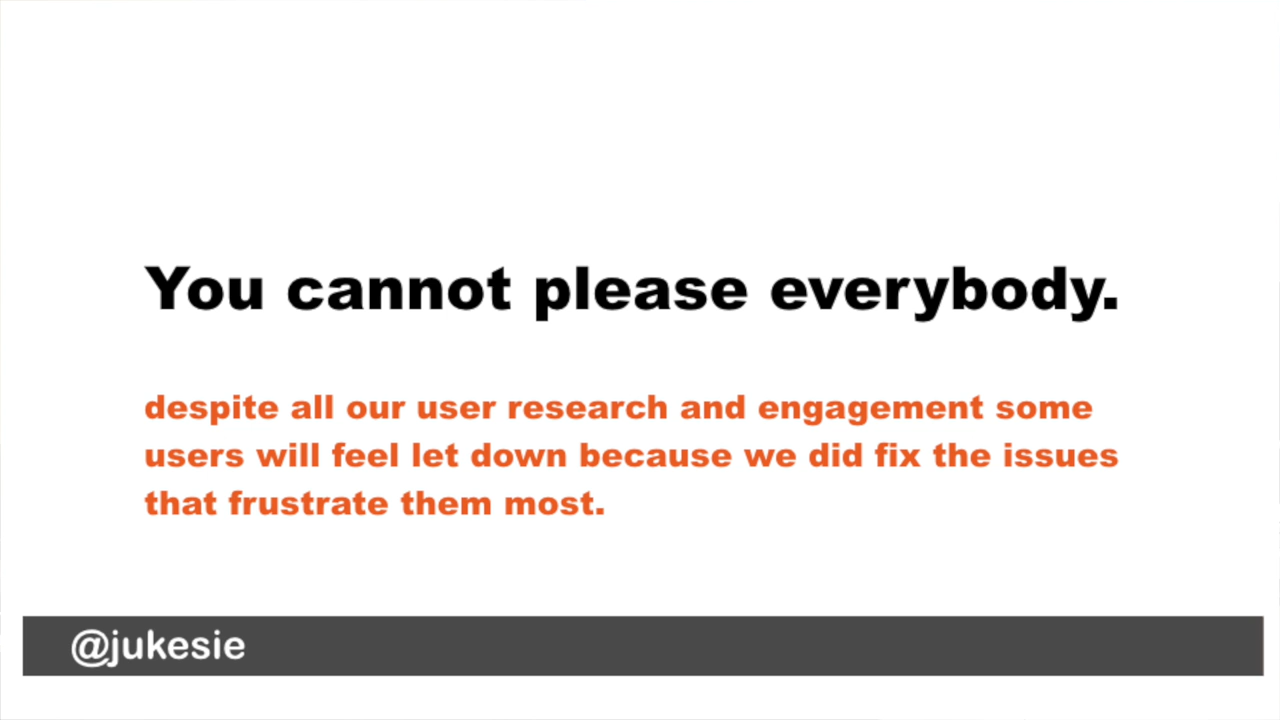 You cannot please everybody.
despite all our user research and engagement some
users will feel let down because we did fix the issues
that frustrate them most.
@jukesie